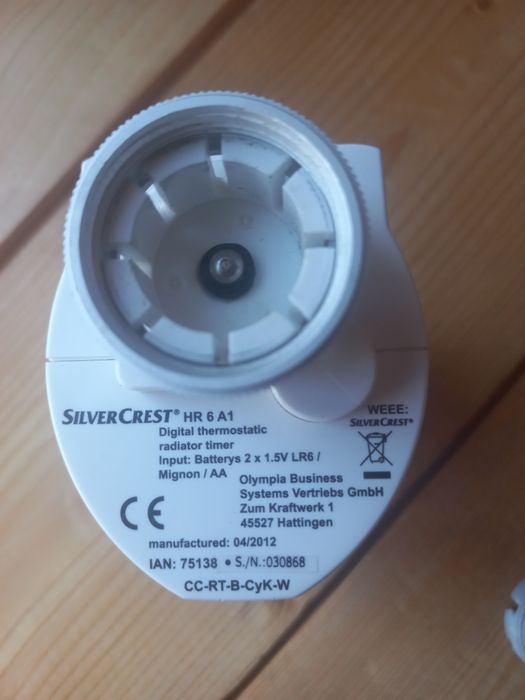 SILVERCREST® HR 6 A1
Digital thermostatic
radiator timer
Input: Batterys 2 x 1.5V LR6 /
Mignon / AA
WEEE:
SILVERCREST®
Olympia Business
Systems Vertriebs GmbH
Zum Kraftwerk 1
45527 Hattingen
CE
manufactured: 04/2012
IAN: 75138 • S./N.:030868
CC-RT-B-CyK-W